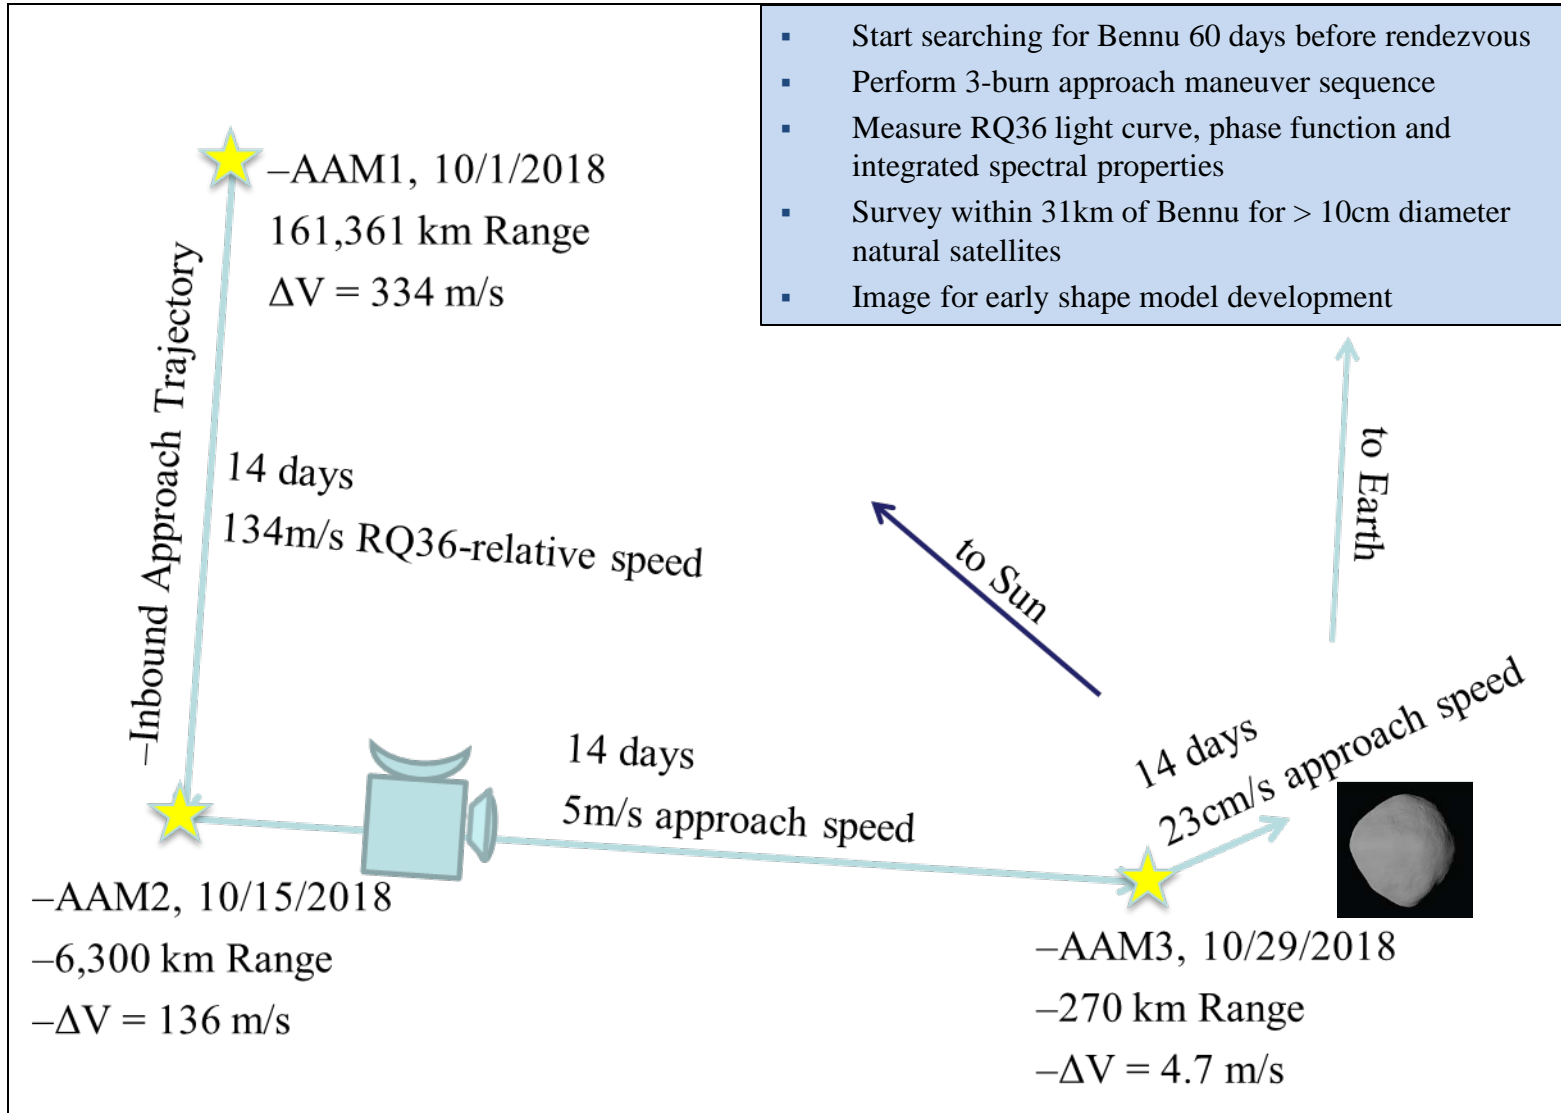 ▪ Start searching for Bennu 60 days before rendezvous
▪ Perform 3-burn approach maneuver sequence
▪ Measure RQ36 light curve, phase function and
integrated spectral properties
▪ Survey within 31km of Bennu for > 10cm diameter
natural satellites
▪ Image for early shape model development
–AAM1, 10/1/2018
161,361 km Range
ΔV = 334 m/s
–Inbound Approach Trajectory
14 days
134m/s RQ36-relative speed
to Sun
to Earth
14 days
5m/s approach speed
14 days
23cm/s approach speed
–AAM2, 10/15/2018
–6,300 km Range
–ΔV = 136 m/s
–AAM3, 10/29/2018
–270 km Range
–ΔV = 4.7 m/s